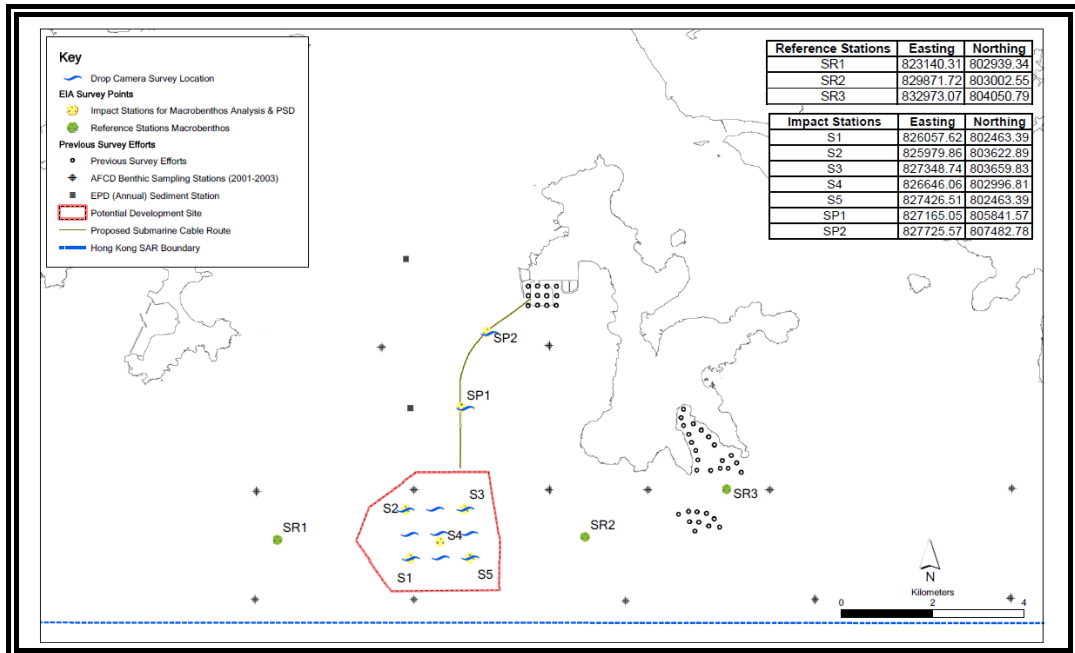 Key
Drop Camera Survey Location
EIA Survey Points
Impact Stations for Macrobenthos Analysis & PSD
Reference Stations Macrobenthos
Previous Survey Efforts
Previous Survey Efforts
AFCD Benthic Sampling Stations (2001-2003)
EPD (Annual) Sediment Station
Potential Development Site
Proposed Submarine Cable Route
Hong Kong SAR Boundary
Reference Stations Easting Northing
SR1 823140.31 802939.34
SR2 829871.72 803002.55
SR3 832973.07 804050.79
Impact Stations Easting Northing
S1 826057.62 802463.39
S2 825979.86 803622.89
S3 827348.74 803659.83
S4 826646.06 802996.81
S5 827426.51 802463.39
SP1 827165.05 805841.57
SP2 827725.57 807482.78
SP2
SP1
S3
S2
SR3
SR1
S4
SR2
S1
S5
N
Kilometers
0 2 4